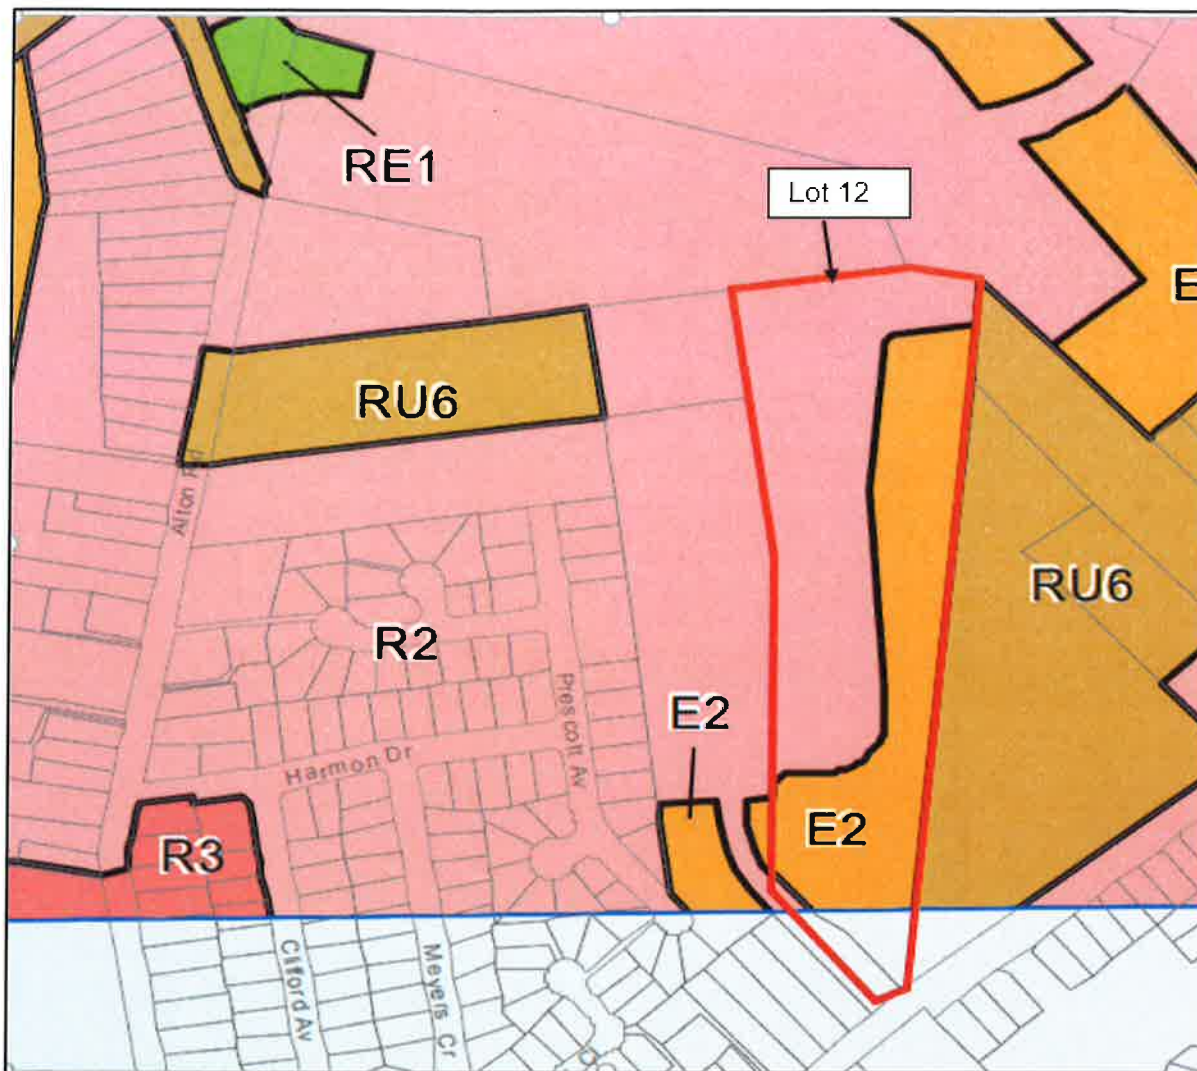 RE1
Lot 12
E
RU6
Alton Rd
RU6
R2
Prescott Av
E2
Harmon Dr
E2
R3
Clifford Av
Meyers Cr